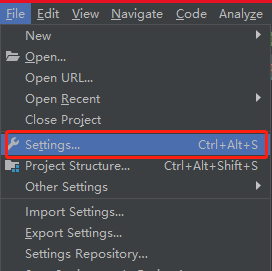 File Edit View Navigate Code Analyze
New
Open...
Open URL...
Open Recent
Close Project
Settings... Ctrl+Alt+S
Project Structure... Ctrl+Alt+Shift+S
Other Settings
Import Settings...
Export Settings...
Settings Repository...